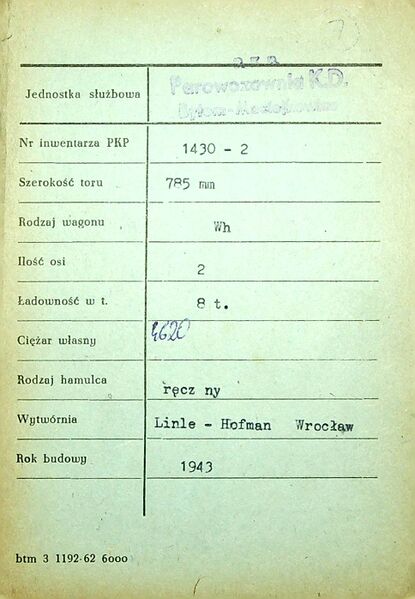 7)
Jednostka służbowa Parowozownia K.D.
Nr inwentarza PKP 1430 - 2
Szerokość toru 785 mm
Rodzaj wagonu Wh
Ilość osi 2
Ładowność w t. 8 t.
Ciężar własny 4620
Rodzaj hamulca ręcz ny
Wytwórnia Linle - Hofman Wrocław
Rok budowy 1943
btm 3 1192-62 6000